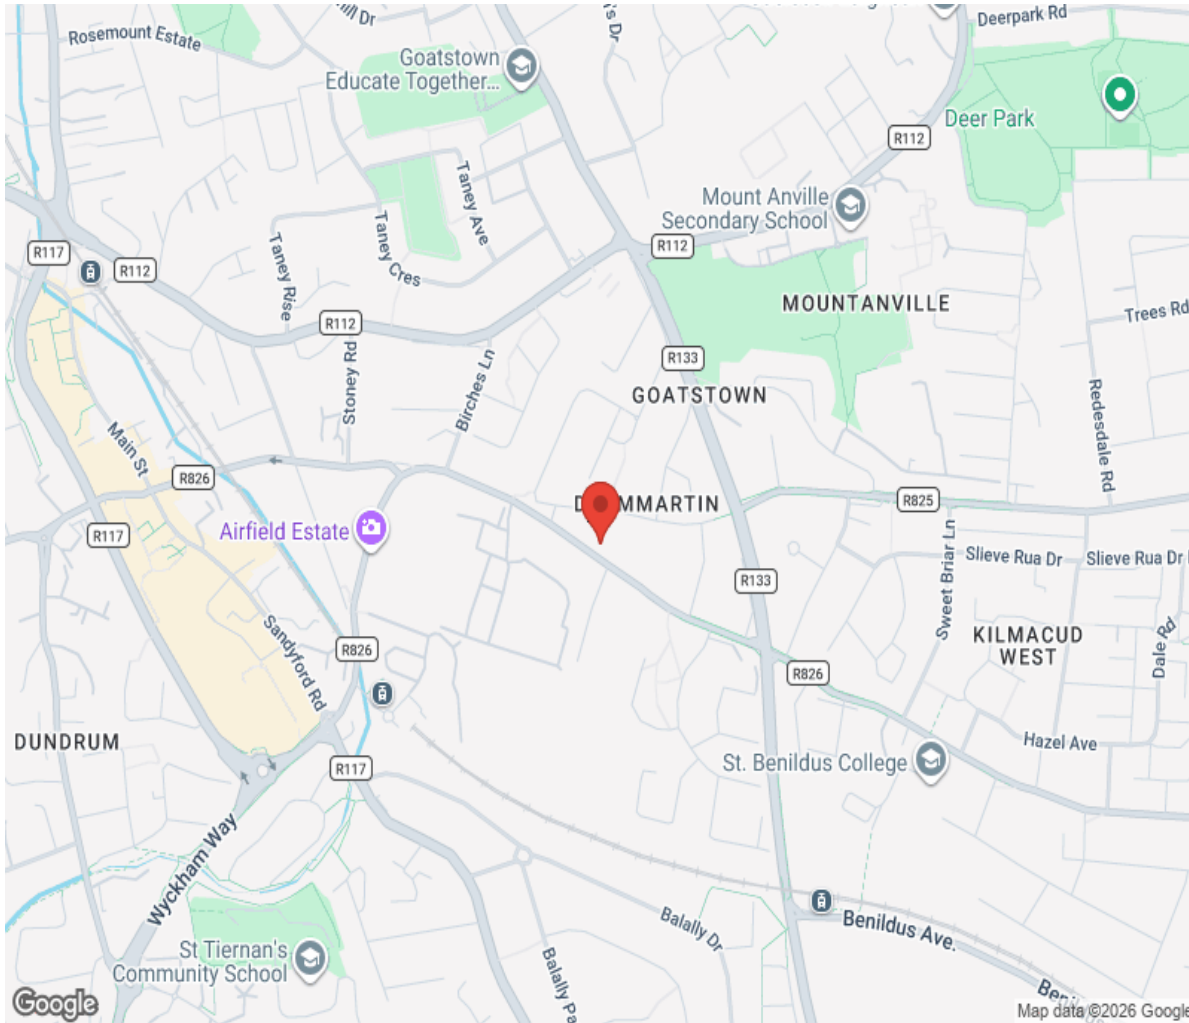 Deerpark Rd
Rosemount Estate
Goatstown
Educate Together...
Deer Park
R112
Taney Ave
Mount Anville
Secondary School
Taney Cres
R117
R112
R112
Taney Rise
MOUNTANVILLE
Trees Rd
R112
Stoney Rd
Birches Ln
R133
GOATSTOWN
Redesdale Rd
Main St
R826
R825
R117
Airfield Estate
Slieve Rua Dr
Slieve Rua Dr
Sweet Briar Ln
R133
Sandyford Rd
R826
KILMACUD
WEST
Dale Rd
R826
DUNDRUM
Hazel Ave
R117
St. Benildus College
Wyckham Way
Balally Dr
Benildus Ave.
St Tiernan's
Community School
Google
Map data ©2026 Google